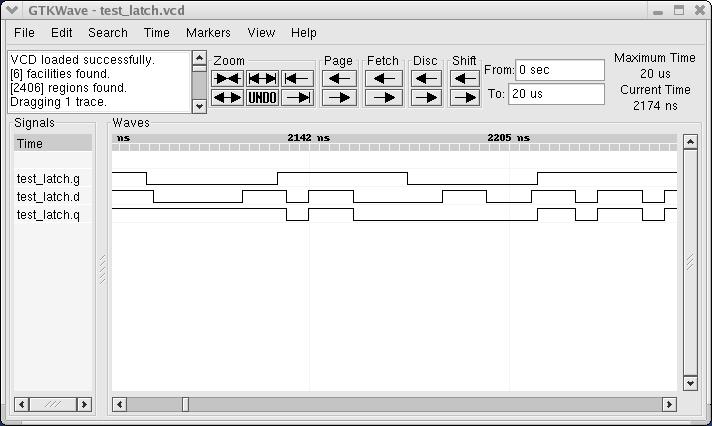 GTKWave - test_latch.vcd
File Edit Search Time Markers View Help
VCD loaded successfully.
[6] facilities found.
[2406] regions found.
Dragging 1 trace.
Zoom
UNDO
Page
Fetch
Disc
Shift
From: 0 sec
To: 20 us
Maximum Time
20 us
Current Time
2174 ns
Signals
Time
test_latch.g
test_latch.d
test_latch.q
Waves
ns 2142 ns 2205 ns